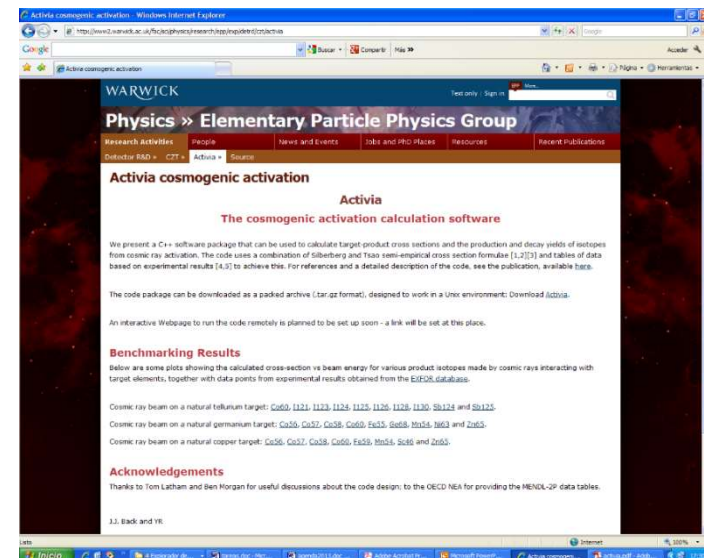 Activia cosmogenic activation - Windows Internet Explorer
Google
Buscar
Compartir
Más >>
Acceder
Activia cosmogenic activation
Página
Herramientas
WARWICK
Text only | Sign in
Physics » Elementary Particle Physics Group
Research Activities People News and Events Jobs and PhD Places Resources Recent Publications
Detector R&D » CZT » Activia » Source
Activia cosmogenic activation
Activia
The cosmogenic activation calculation software
We present a C++ software package that can be used to calculate target-product cross sections and the production and decay yields of isotopes
from cosmic ray activation. The code uses a combination of Silberberg and Tsao semi-empirical cross section formulae [1,2][3] and tables of data
based on experimental results [4,5] to achieve this. For references and a detailed description of the code, see the publication, available here.
The code package can be downloaded as a packed archive (.tar.gz format), designed to work in a Unix environment: Download Activia.
An interactive Webpage to run the code remotely is planned to be set up soon - a link will be set at this place.
Benchmarking Results
Below are some plots showing the calculated cross-section vs beam energy for various product isotopes made by cosmic rays interacting with
target elements, together with data points from experimental results obtained from the EXFOR database.
Cosmic ray beam on a natural tellurium target: Co60, I121, I123, I124, I125, I126, I128, I130, Sb124 and Sb125.
Cosmic ray beam on a natural germanium target: Co56, Co57, Co58, Co60, Fe55, Ge68, Mn54, Ni63 and Zn65.
Cosmic ray beam on a natural copper target: Co56, Co57, Co58, Co60, Fe59, Mn54, Sc46 and Zn65.
Acknowledgements
Thanks to Tom Latham and Ben Morgan for useful discussions about the code design; to the OECD NEA for providing the MENDL-2P data tables.
J.J. Back and YR
Listo
Internet
100%
Inicio